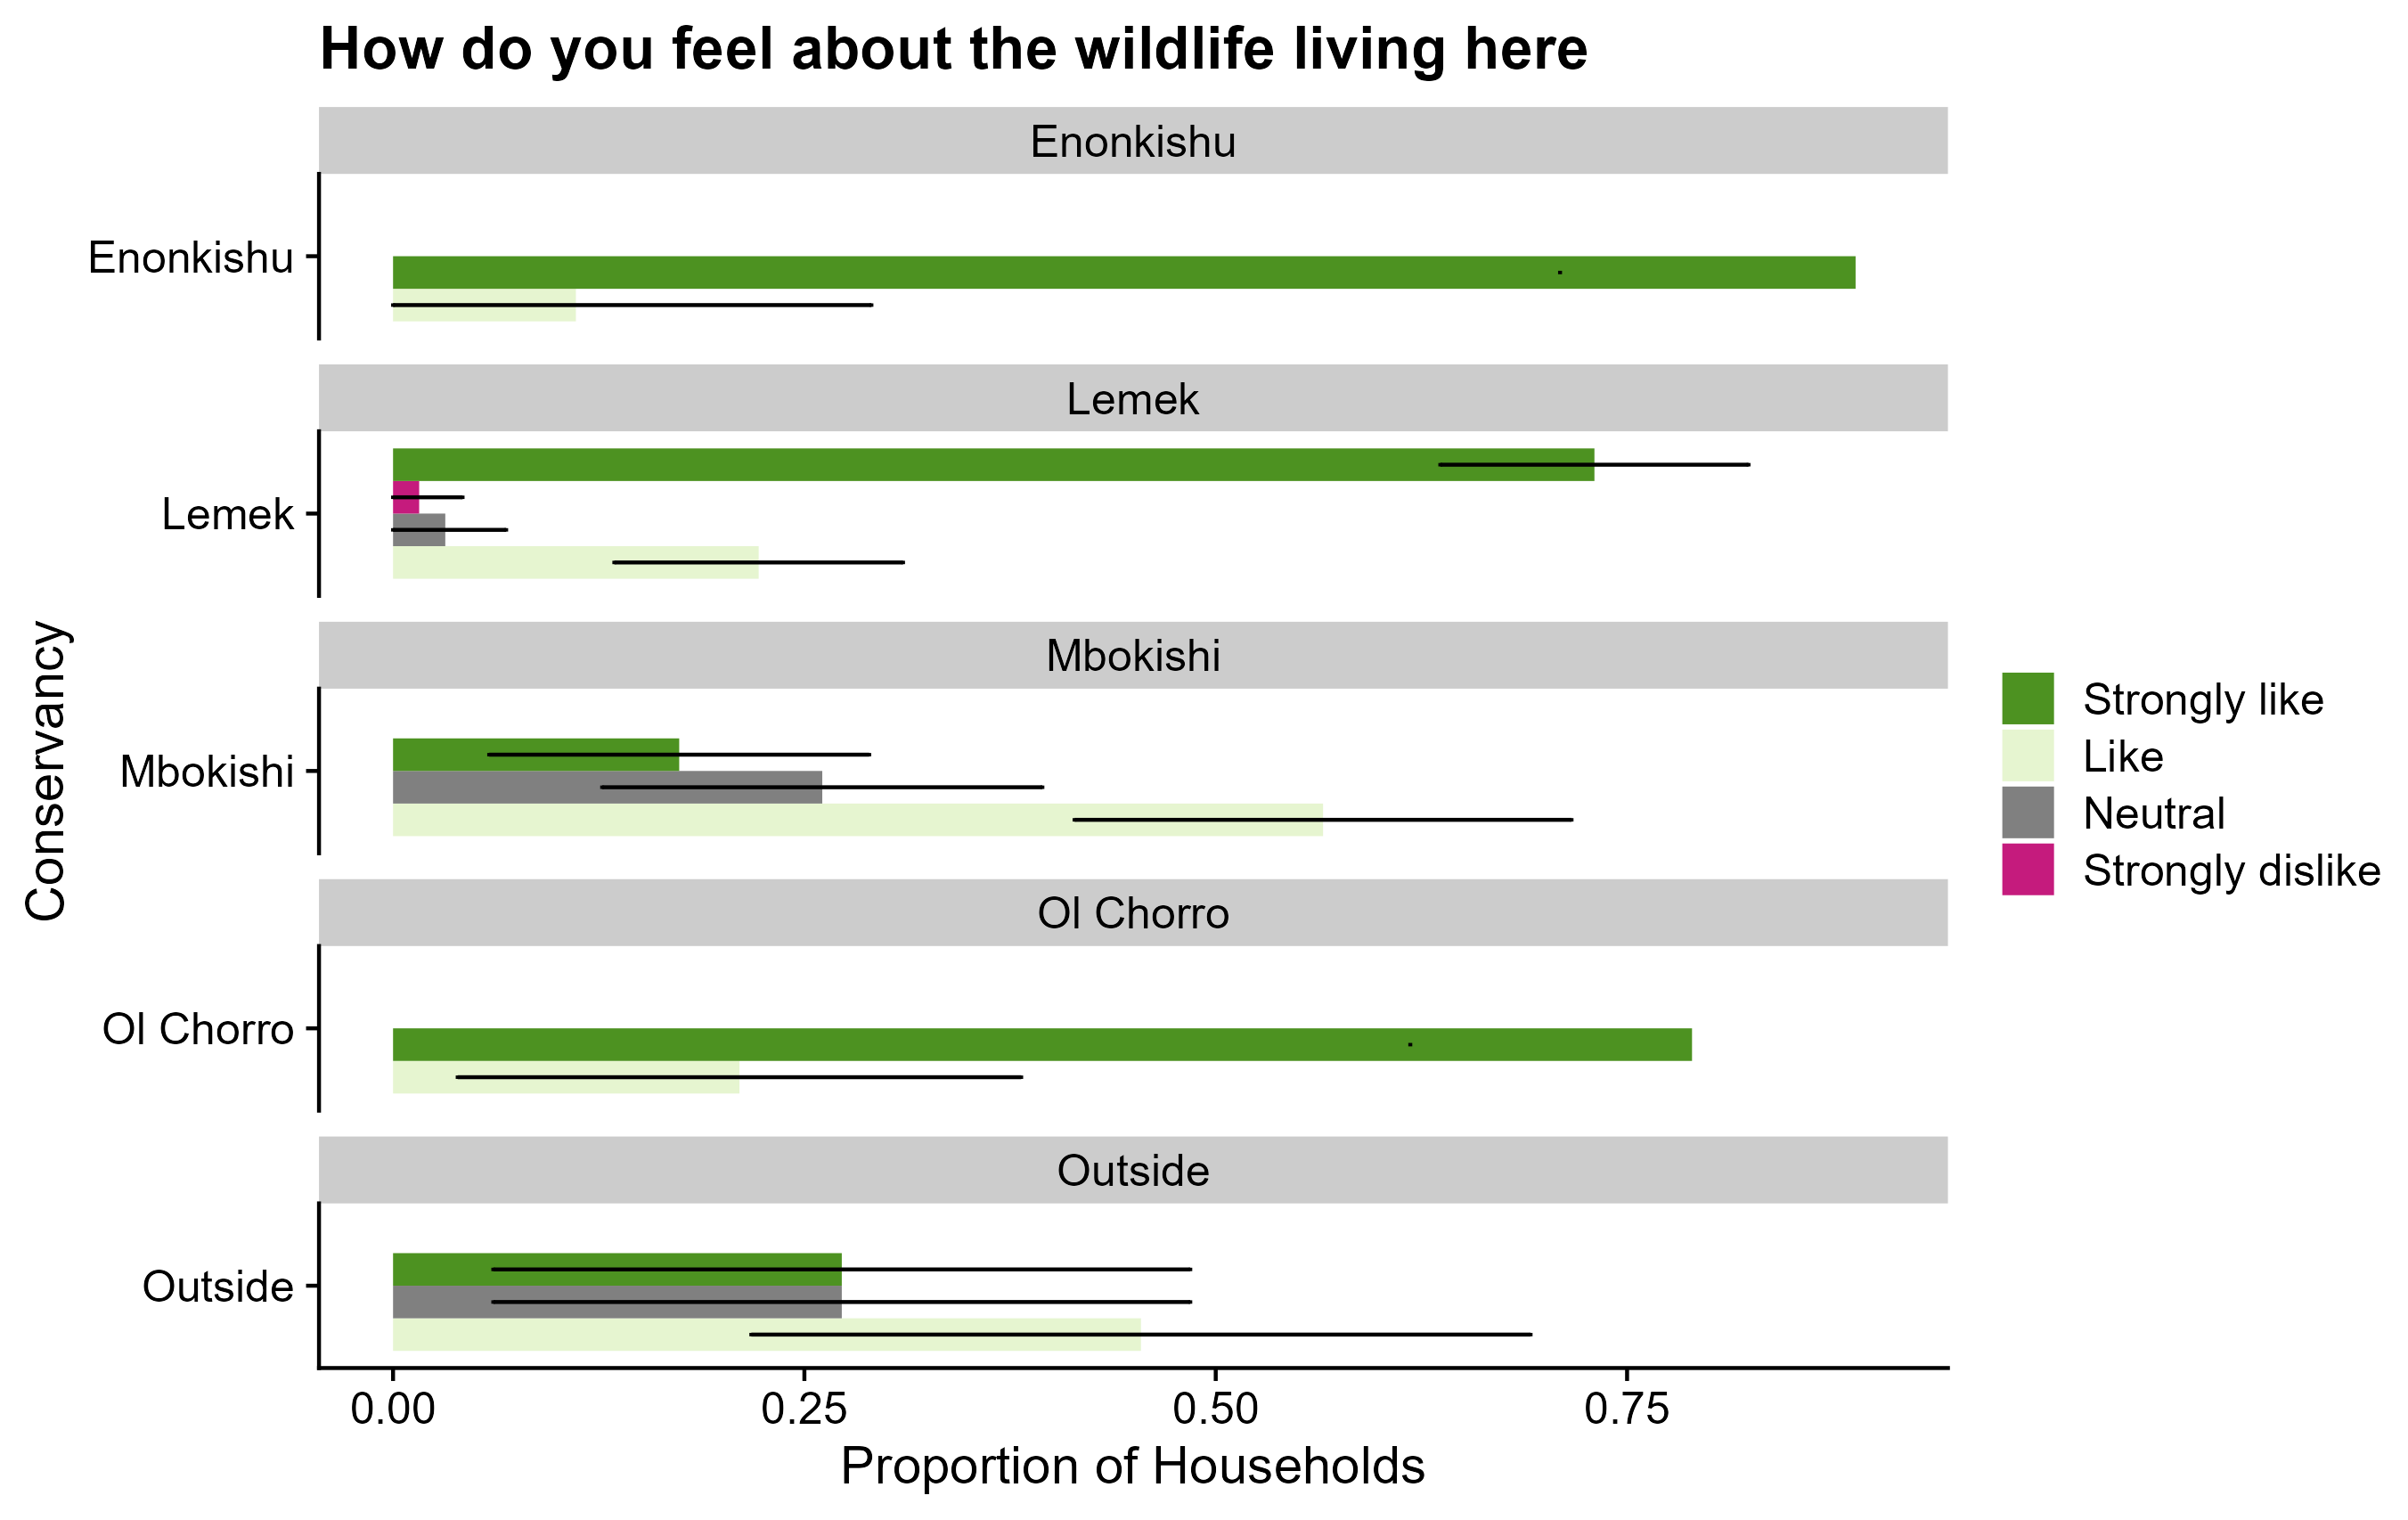 How do you feel about the wildlife living here
Enonkishu
Enonkishu
Lemek
Lemek
Mbokishi
Mbokishi
Ol Chorro
Ol Chorro
Outside
Outside
0.00 0.25 0.50 0.75
Proportion of Households
Conservancy
Strongly like
Like
Neutral
Strongly dislike